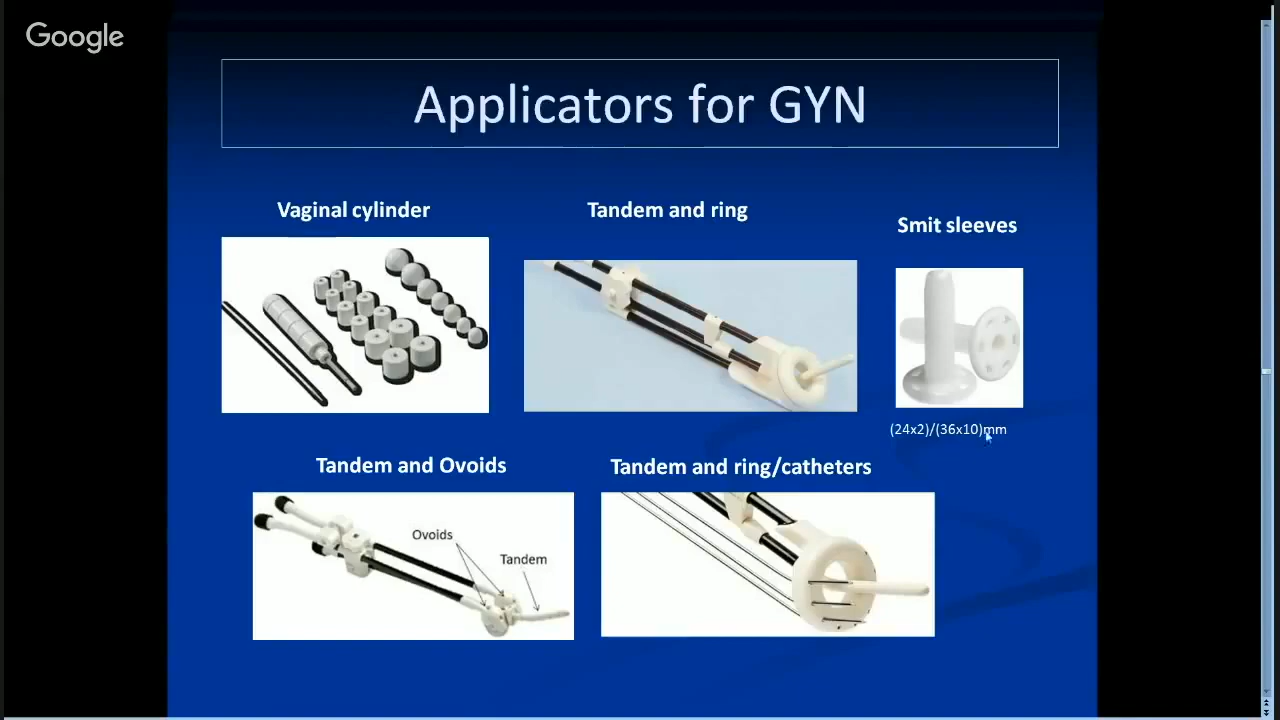 Google
Applicators for GYN
Vaginal cylinder
Tandem and ring
Smit sleeves
(24x2)/(36x10)mm
Tandem and Ovoids
Tandem and ring/catheters
Ovoids
Tandem